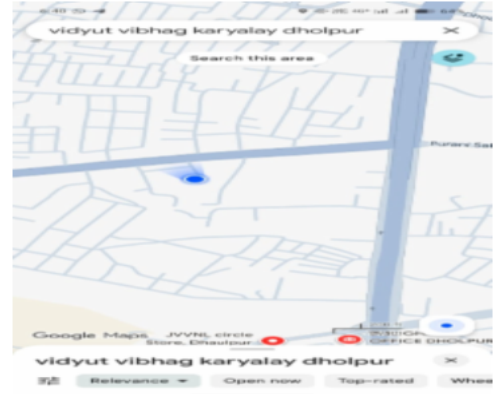 vidyut vibhag karyalay dholpur
Search this area
Google Maps
JVVNL circle
Store, Dhaulpur
OFFICE DHOLPUR
vidyut vibhag karyalay dholpur
Relevance
Open now
Top-rated
Whee